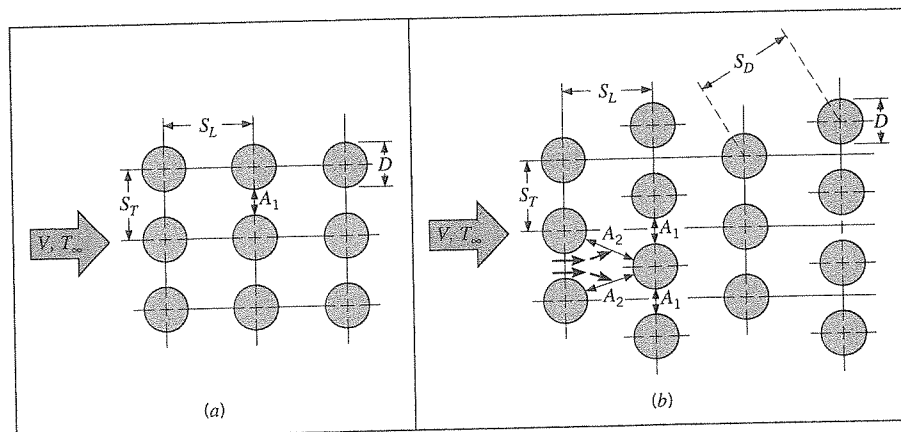 S_L
D
S_T
A_1
V, T_∞
(a)
S_D
S_L
D
S_T
A_2
A_1
V, T_∞
A_2
A_1
(b)